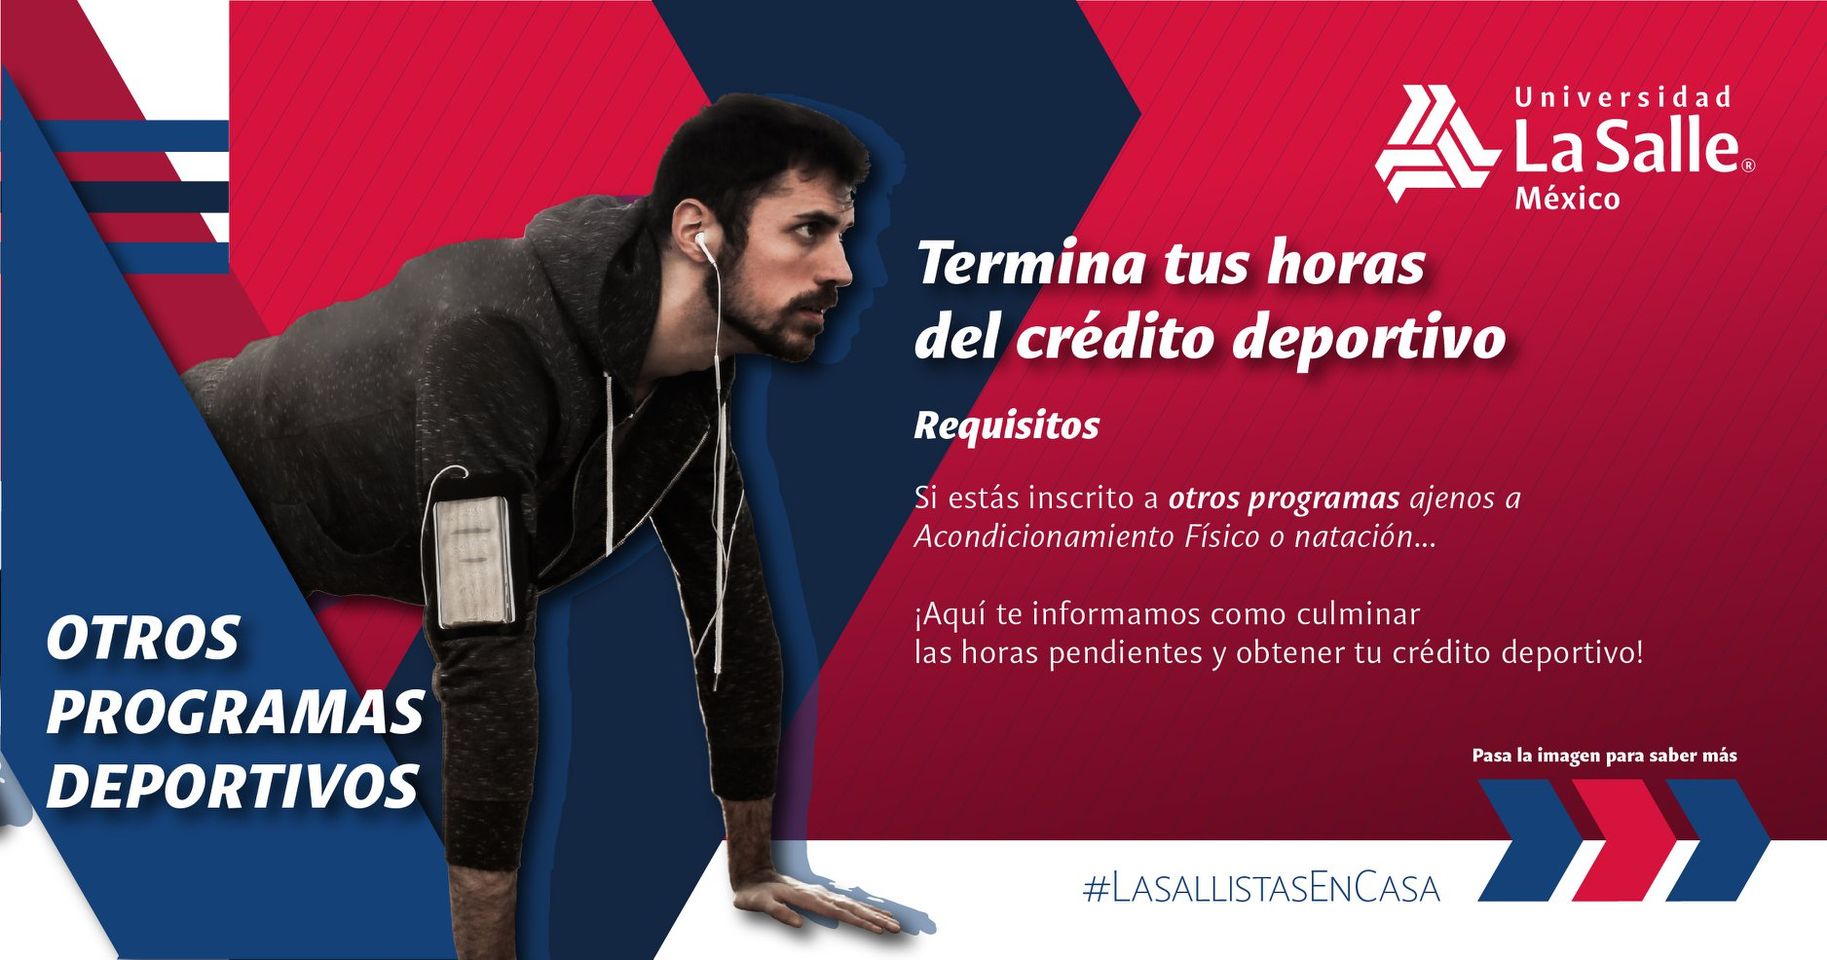 Universidad
La Salle®
México
Termina tus horas
del crédito deportivo
Requisitos
Si estás inscrito a otros programas ajenos a
Acondicionamiento Físico o natación...
¡Aquí te informamos como culminar
las horas pendientes y obtener tu crédito deportivo!
OTROS
PROGRAMAS
DEPORTIVOS
Pasa la imagen para saber más
#LASALLISTASENCASA